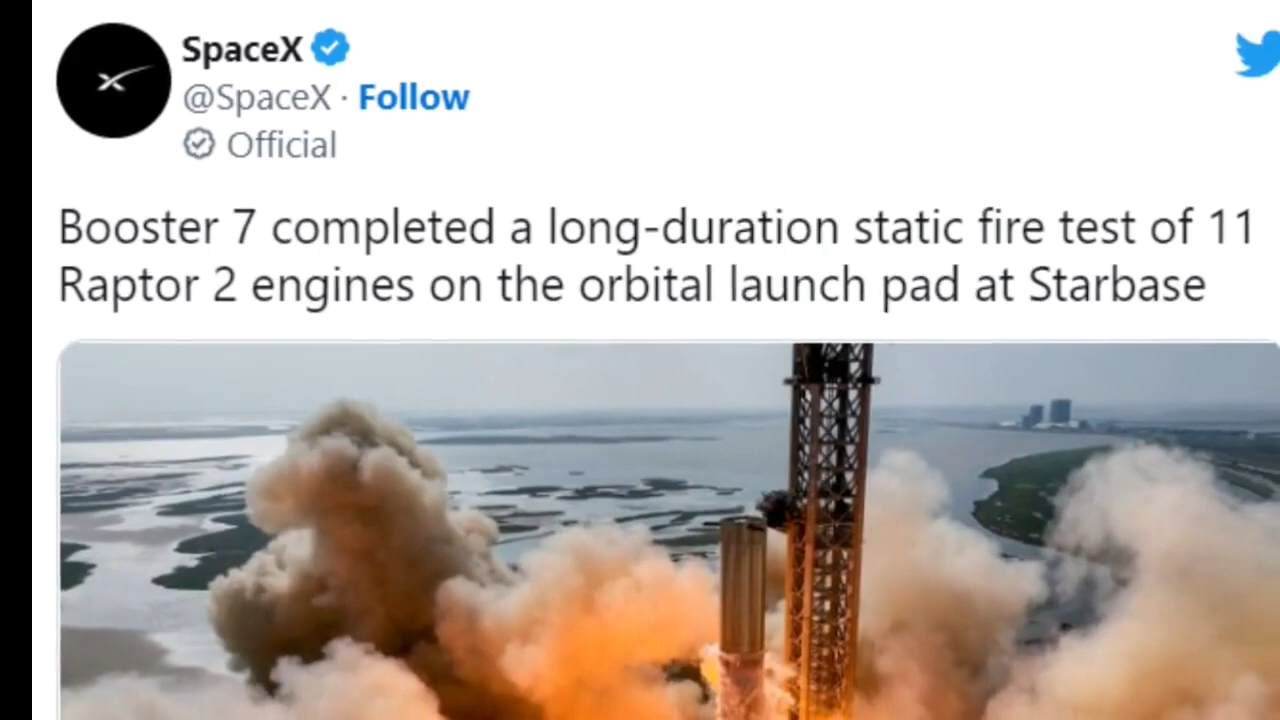 SpaceX
@SpaceX · Follow
Official
Booster 7 completed a long-duration static fire test of 11
Raptor 2 engines on the orbital launch pad at Starbase